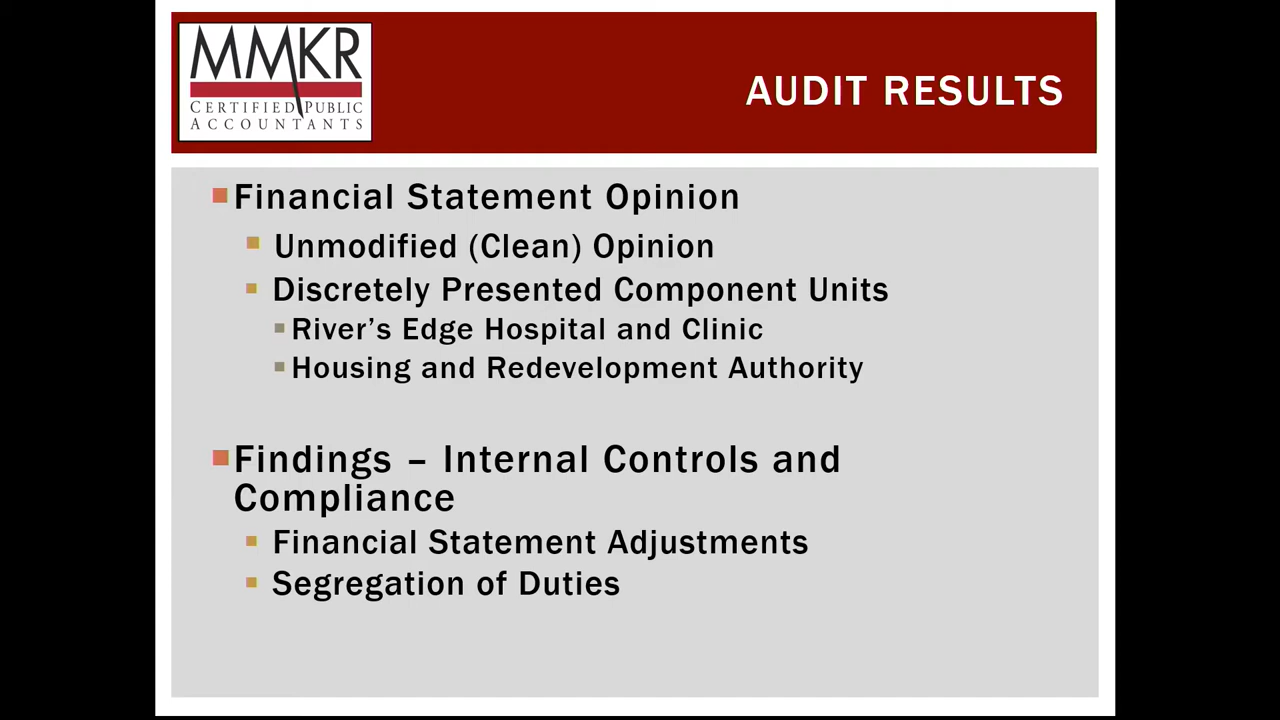 MMKR
CERTIFIED PUBLIC
ACCOUNTANTS
AUDIT RESULTS
Financial Statement Opinion
Unmodified (Clean) Opinion
Discretely Presented Component Units
River's Edge Hospital and Clinic
Housing and Redevelopment Authority
Findings – Internal Controls and
Compliance
Financial Statement Adjustments
Segregation of Duties